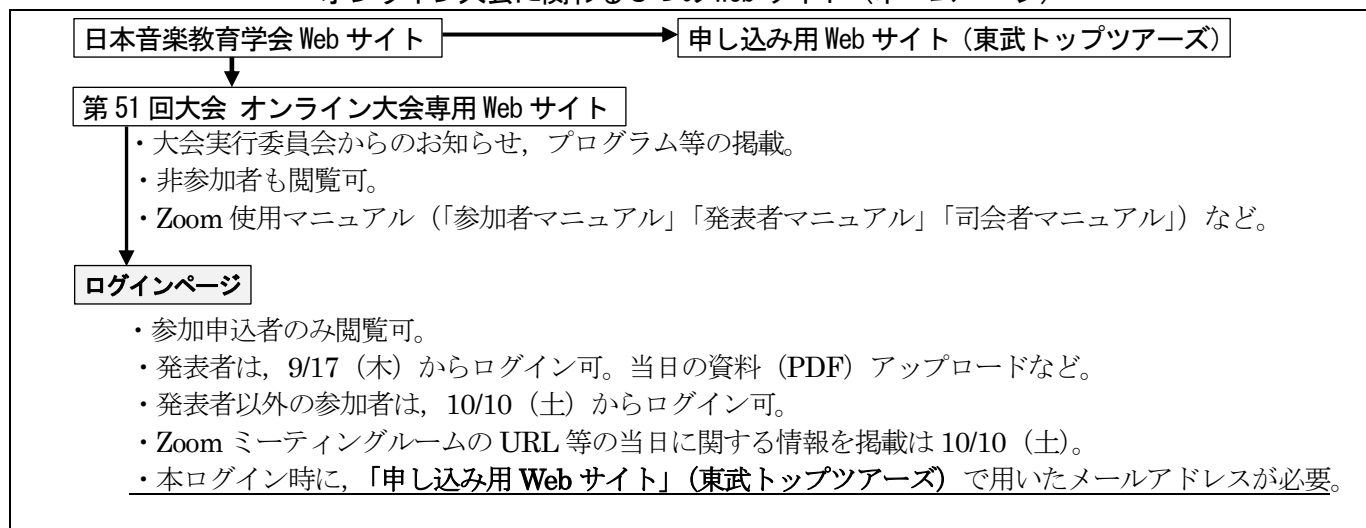 日本音楽教育学会 Web サイト 申し込み用 Web サイト（東武トップツアーズ）
第 51 回大会 オンライン大会専用 Web サイト
・大会実行委員会からのお知らせ，プログラム等の掲載。
・非参加者も閲覧可。
・Zoom 使用マニュアル（「参加者マニュアル」「発表者マニュアル」「司会者マニュアル」）など。
ログインページ
・参加申込者のみ閲覧可。
・発表者は，9/17（木）からログイン可。当日の資料（PDF）アップロードなど。
・発表者以外の参加者は，10/10（土）からログイン可。
・Zoom ミーティングルームの URL 等の当日に関する情報を掲載は 10/10（土）。
・本ログイン時に，「申し込み用 Web サイト」（東武トップツアーズ）で用いたメールアドレスが必要。